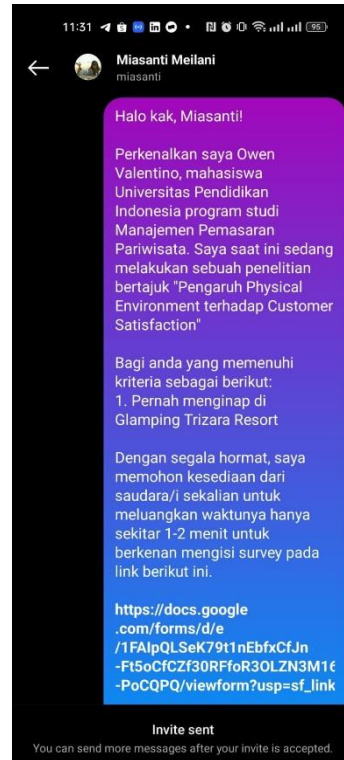 11:31
95
Miasanti Meilani
miasanti
Halo kak, Miasanti!
Perkenalkan saya Owen
Valentino, mahasiswa
Universitas Pendidikan
Indonesia program studi
Manajemen Pemasaran
Pariwisata. Saya saat ini sedang
melakukan sebuah penelitian
bertajuk "Pengaruh Physical
Environment terhadap Customer
Satisfaction"
Bagi anda yang memenuhi
kriteria sebagai berikut:
1. Pernah menginap di
Glamping Trizara Resort
Dengan segala hormat, saya
memohon kesediaan dari
saudara/i sekalian untuk
meluangkan waktunya hanya
sekitar 1-2 menit untuk
berkenan mengisi survey pada
link berikut ini.
https://docs.google
.com/forms/d/e
/1FAIpQLSeK79t1nEbfxCfJn
-Ft5oCfCZf30RFfoR3OLZN3M16
-PoCQPQ/viewform?usp=sf_link
Invite sent
You can send more messages after your invite is accepted.